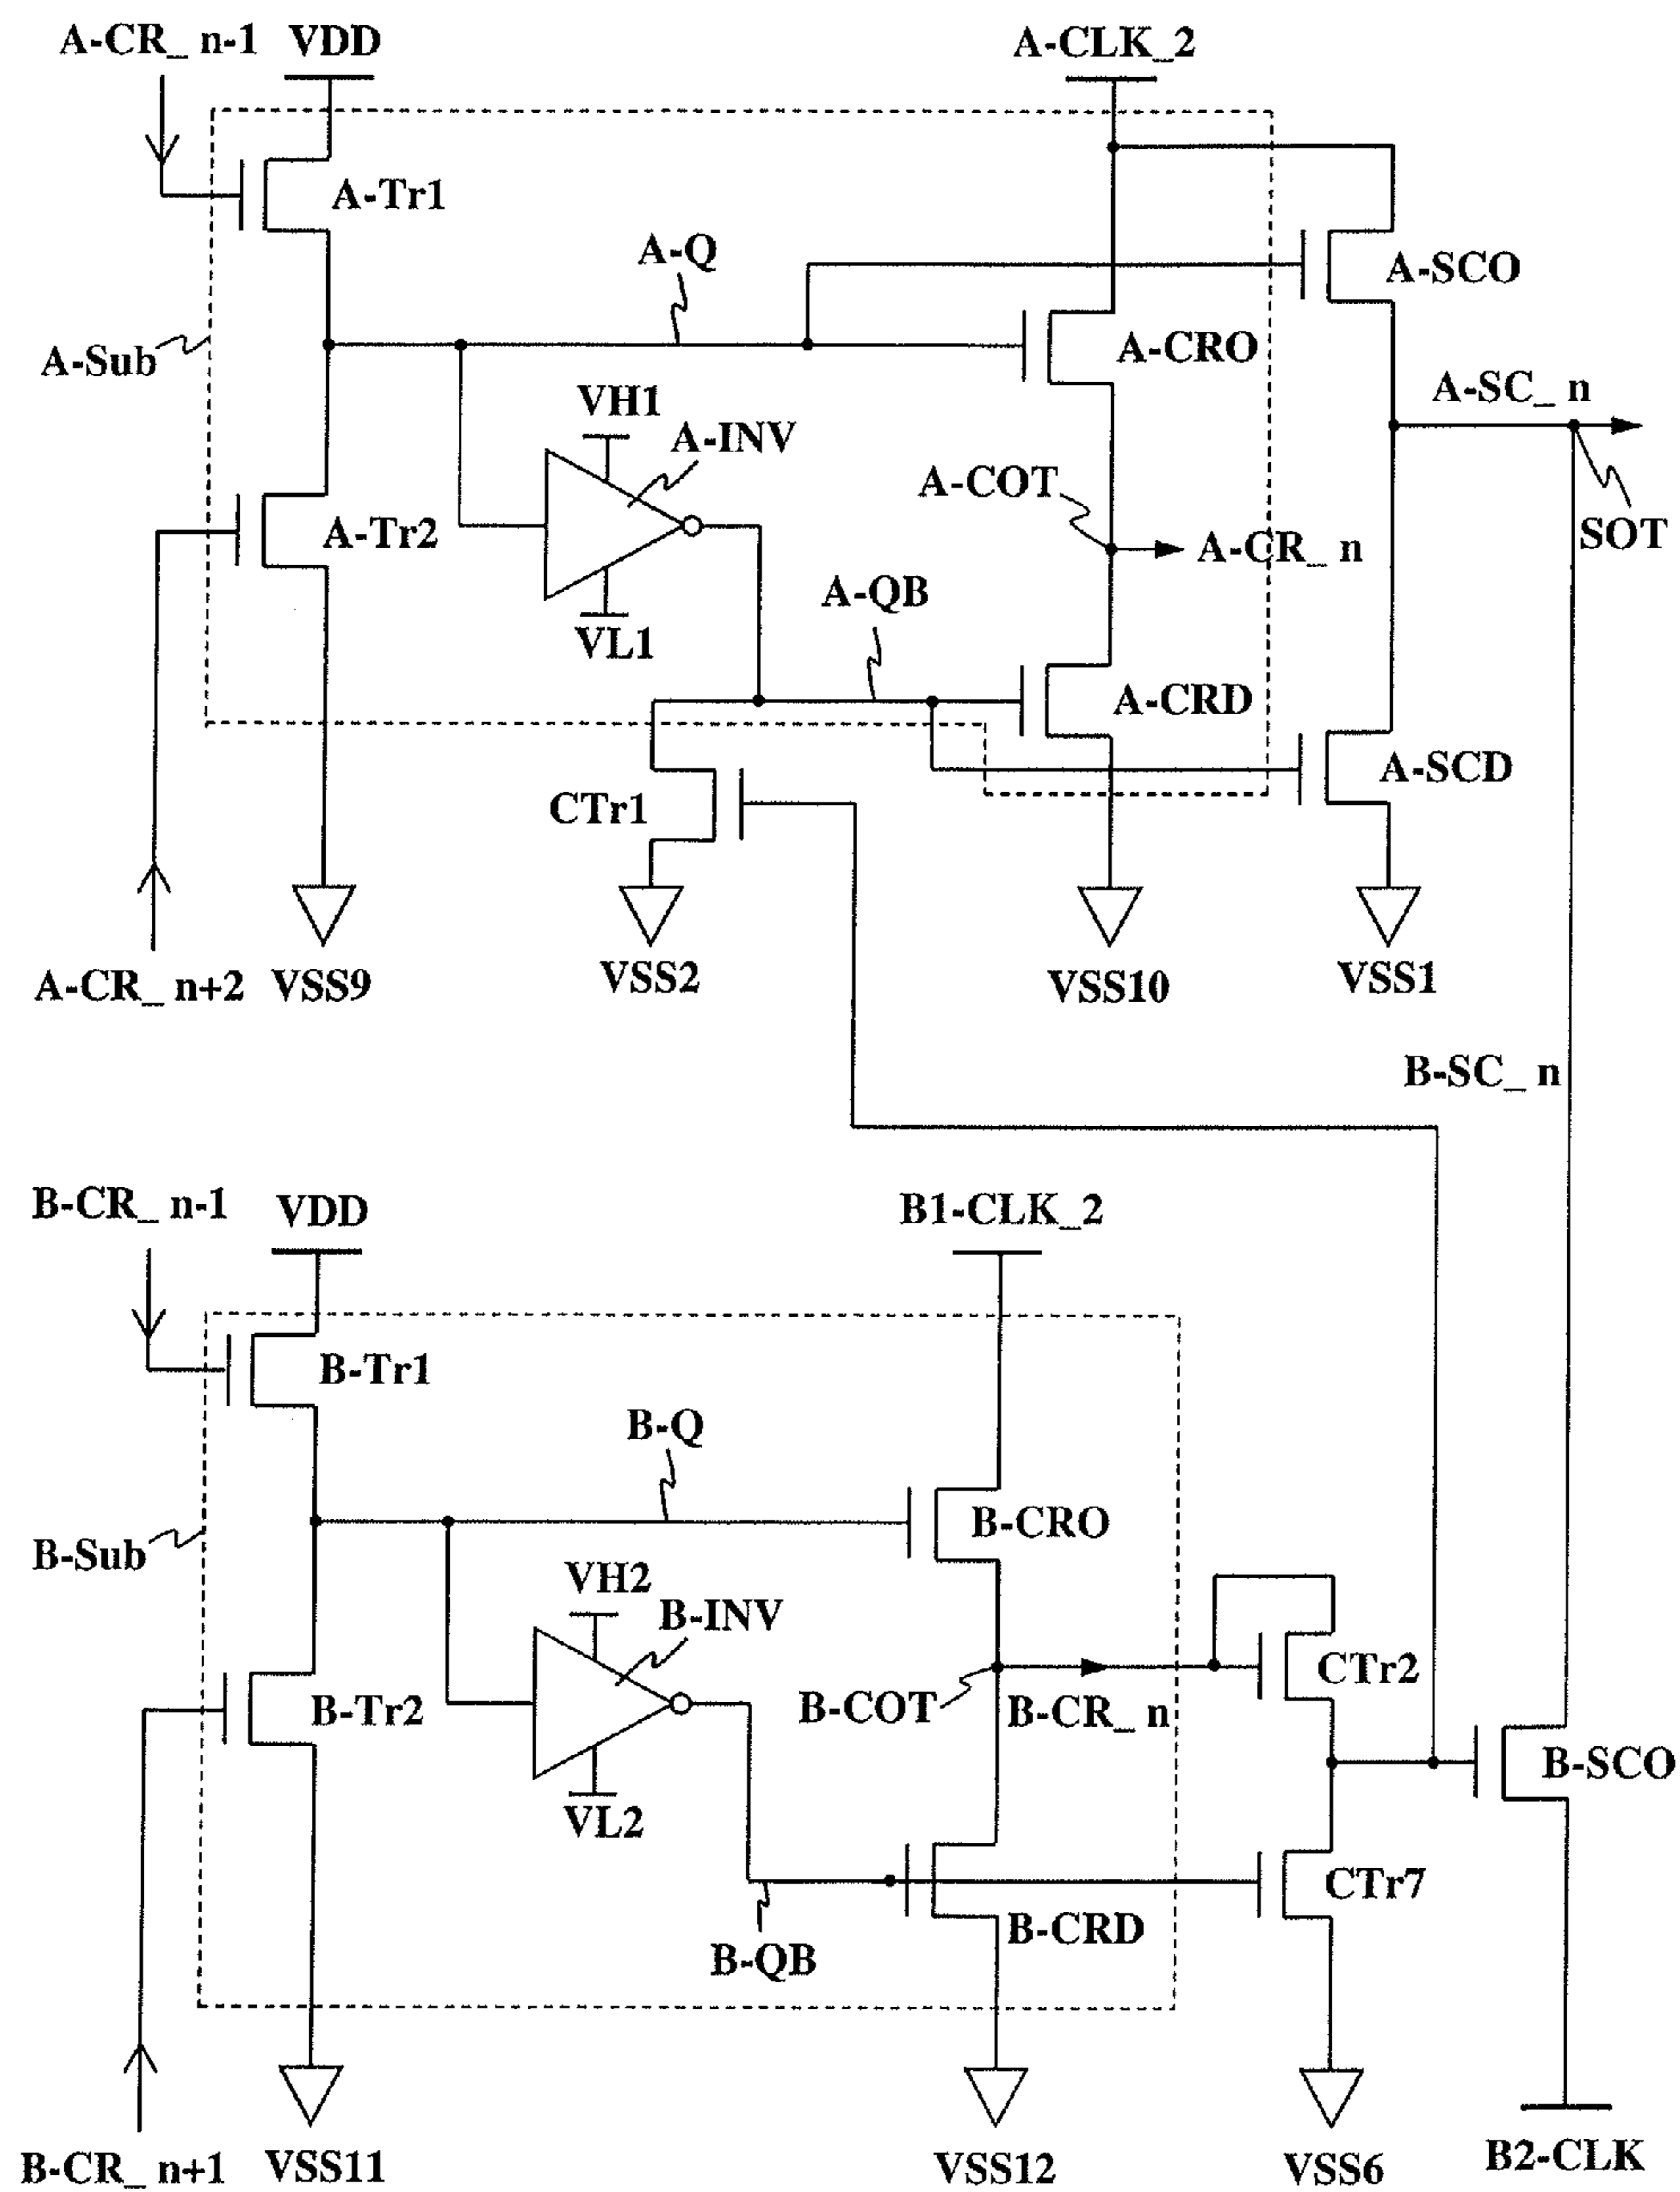 A-CR_ n-1
VDD
A-CLK_2
A-Tr1
A-Q
A-SCO
A-Sub
A-CRO
VH1
A-SC_ n
A-INV
A-COT
A-Tr2
SOT
A-CR_ n
A-QB
VL1
A-CRD
A-SCD
CTr1
A-CR_ n+2
VSS9
VSS2
VSS10
VSS1
B-SC_ n
B-CR_ n-1
VDD
B1-CLK_2
B-Tr1
B-Q
B-CRO
B-Sub
VH2
B-INV
CTr2
B-Tr2
B-COT
B-CR_ n
B-SCO
VL2
CTr7
B-CRD
B-QB
B-CR_ n+1
VSS11
VSS12
VSS6
B2-CLK